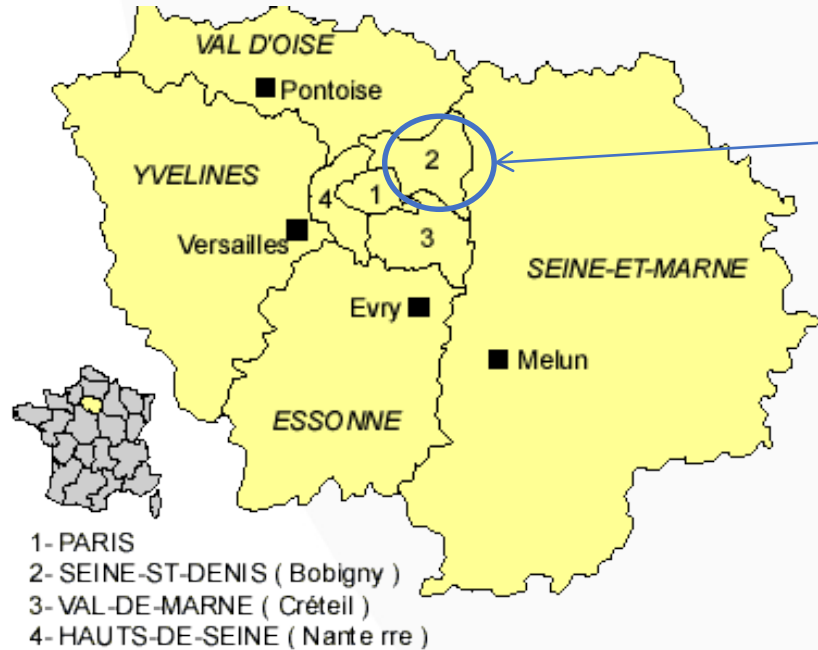 VAL D'OISE
Pontoise
YVELINES
2
4
1
Versailles
3
SEINE-ET-MARNE
Evry
Melun
ESSONNE
1- PARIS
2- SEINE-ST-DENIS ( Bobigny )
3- VAL-DE-MARNE ( Créteil )
4- HAUTS-DE-SEINE ( Nante rre )